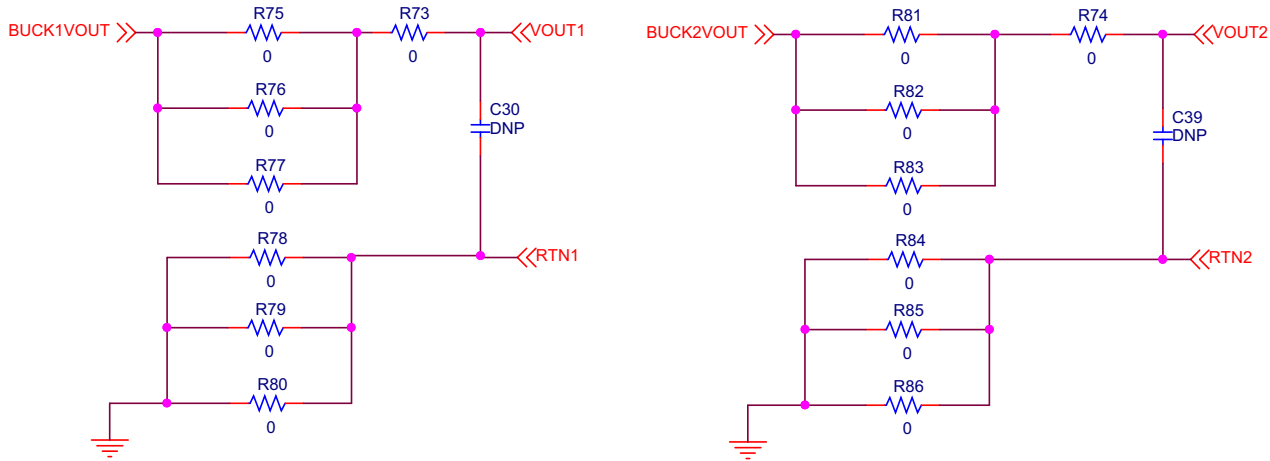 R75
R73
BUCK1VOUT
VOUT1
0
0
R76
0
C30
DNP
R77
0
R78
RTN1
0
R79
0
R80
0
R81
R74
BUCK2VOUT
VOUT2
0
0
R82
0
C39
DNP
R83
0
R84
RTN2
0
R85
0
R86
0